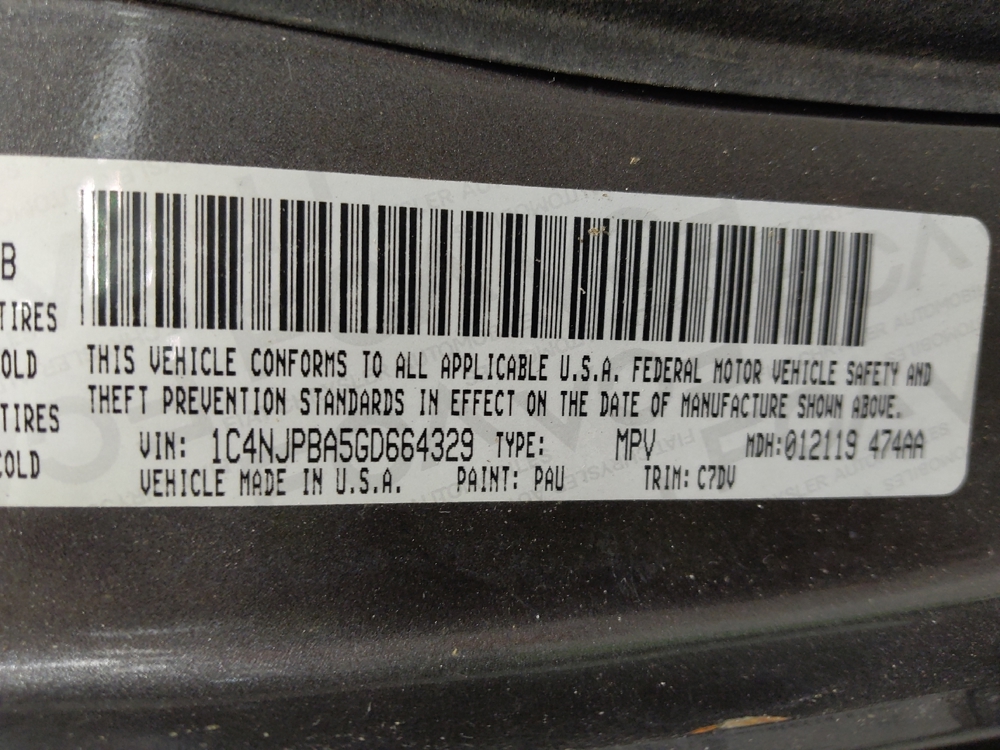 B
TIRES
OLD
TIRES
COLD
THIS VEHICLE CONFORMS TO ALL APPLICABLE U.S.A. FEDERAL MOTOR VEHICLE SAFETY AND
THEFT PREVENTION STANDARDS IN EFFECT ON THE DATE OF MANUFACTURE SHOWN ABOVE.
VIN: 1C4NJPBA5GD664329 TYPE: MPV MDH:012119 474AA
VEHICLE MADE IN U.S.A. PAINT: PAU TRIM: C7DV